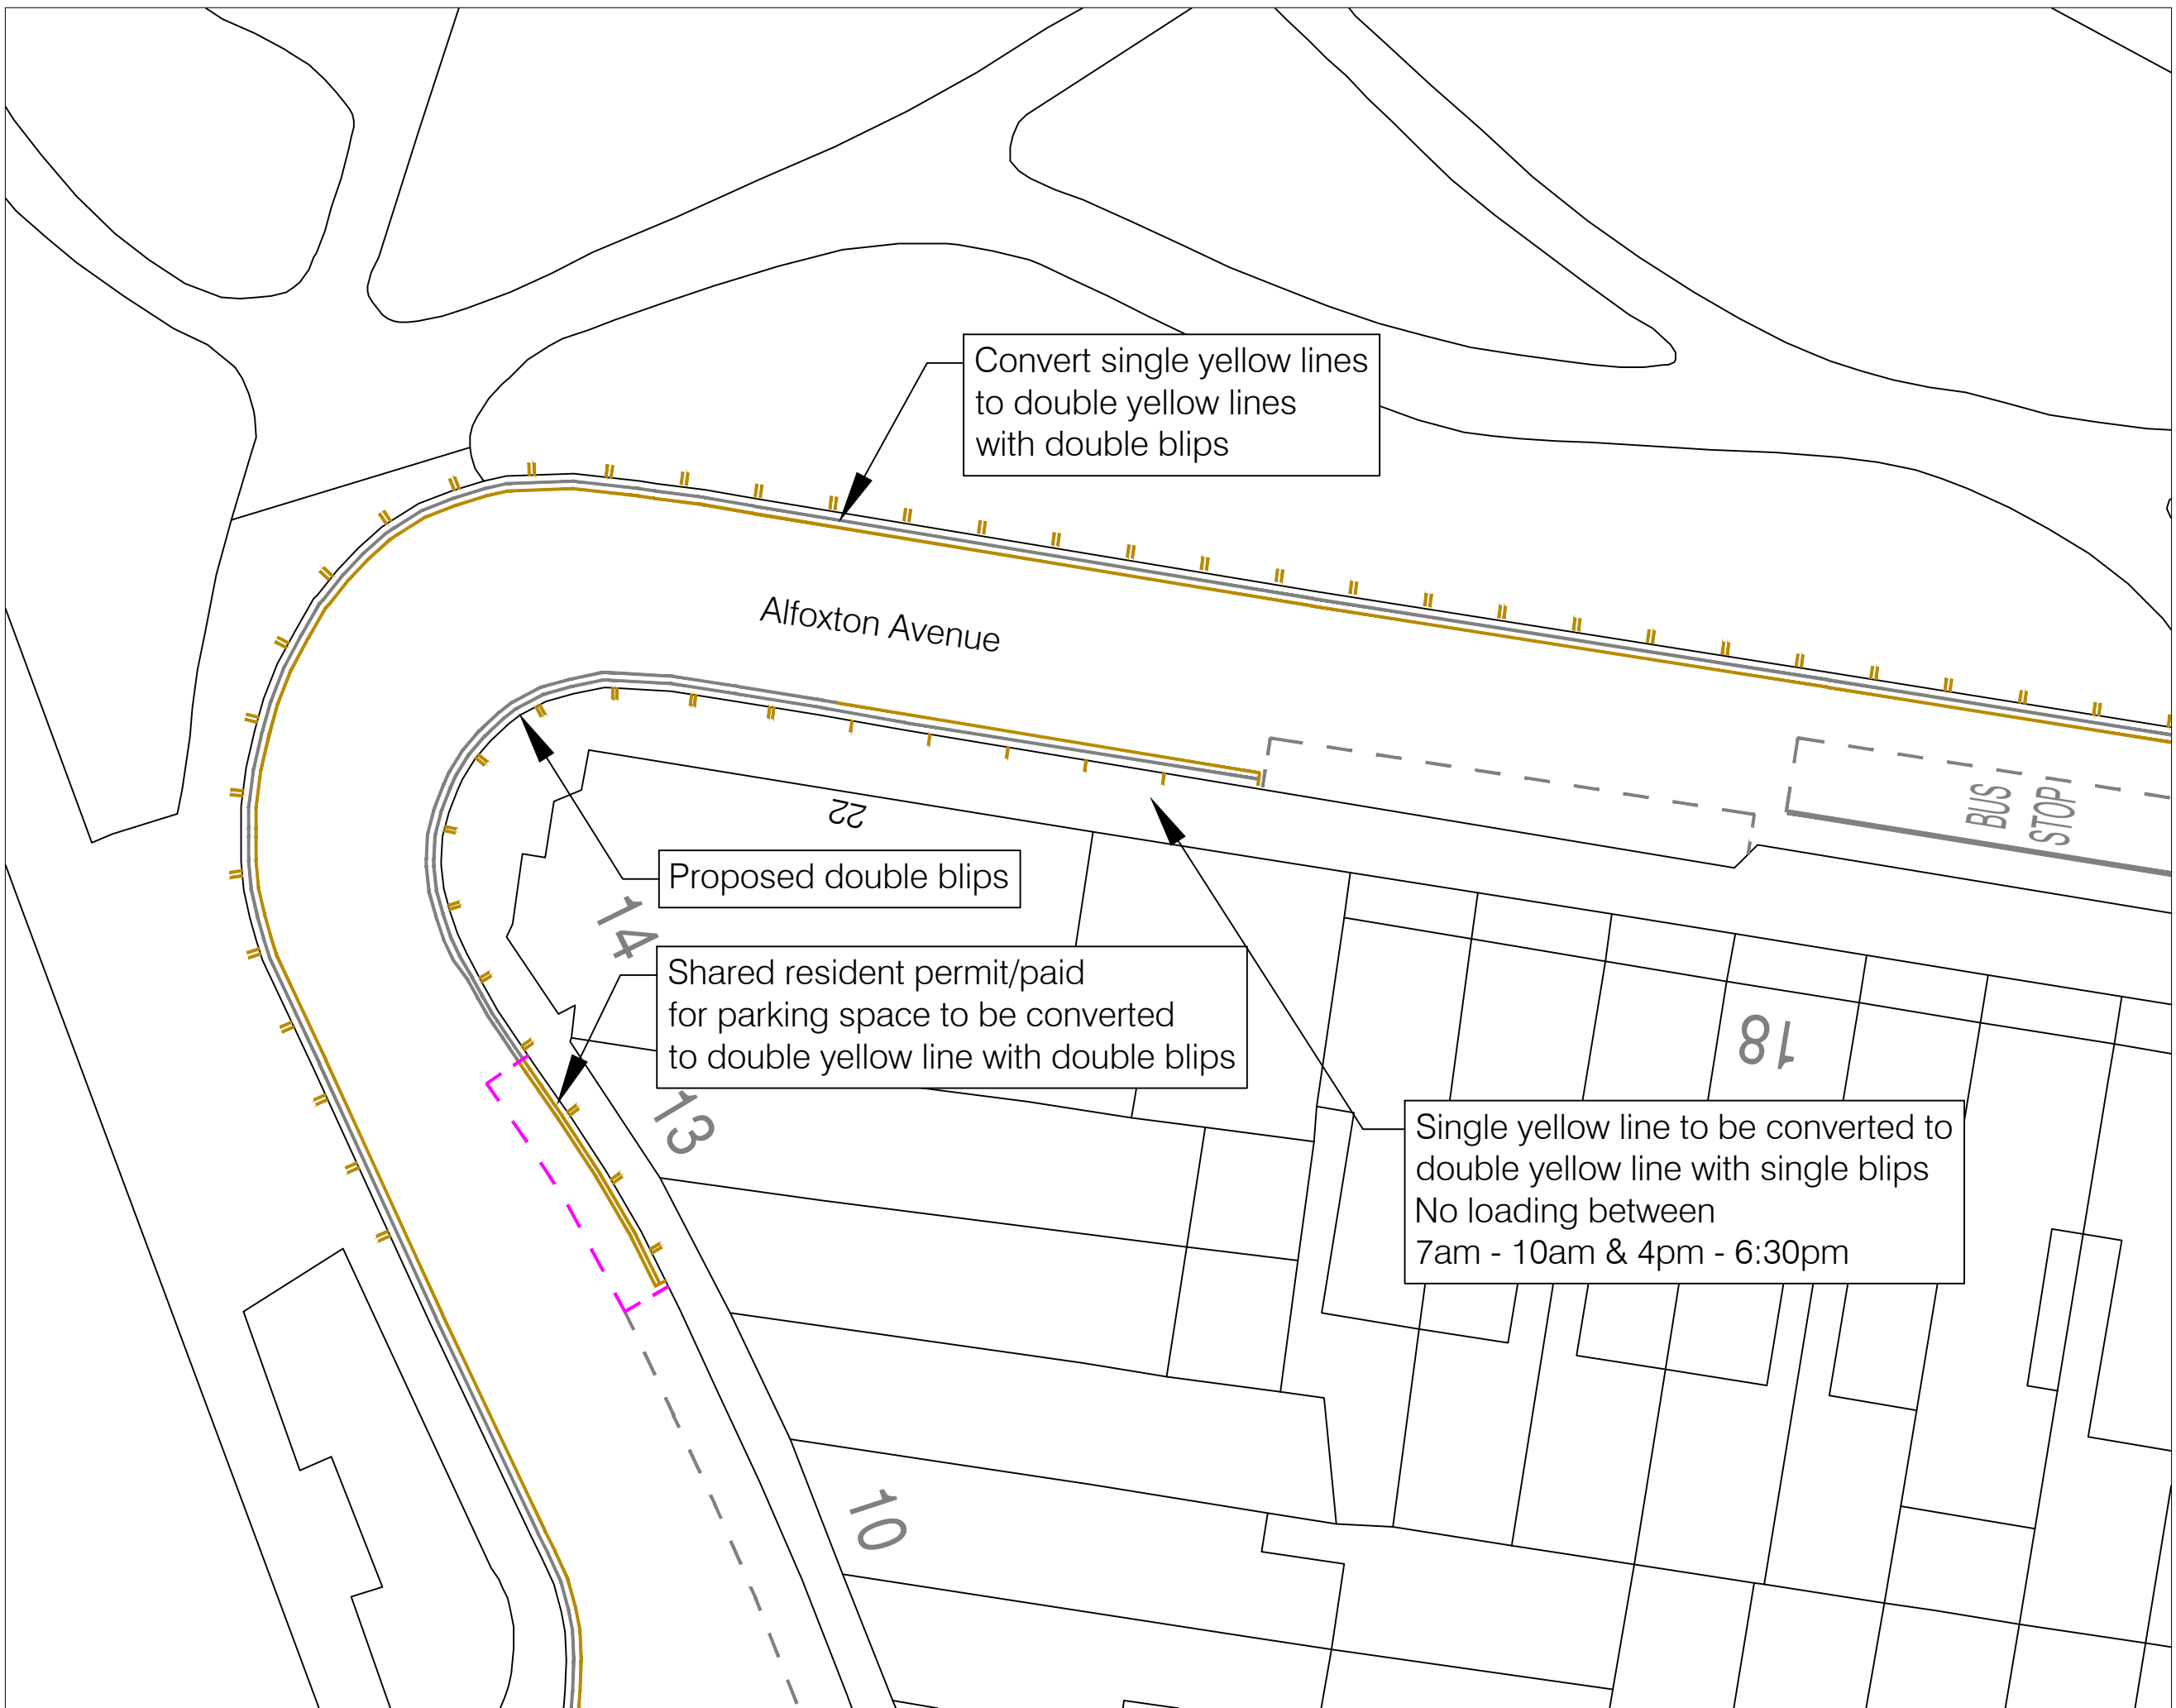 Convert single yellow lines
to double yellow lines
with double blips
Alfoxton Avenue
BUS
STOP
22
Proposed double blips
14
Shared resident permit/paid
for parking space to be converted
to double yellow line with double blips
18
13
Single yellow line to be converted to
double yellow line with single blips
No loading between
7am - 10am & 4pm - 6:30pm
10